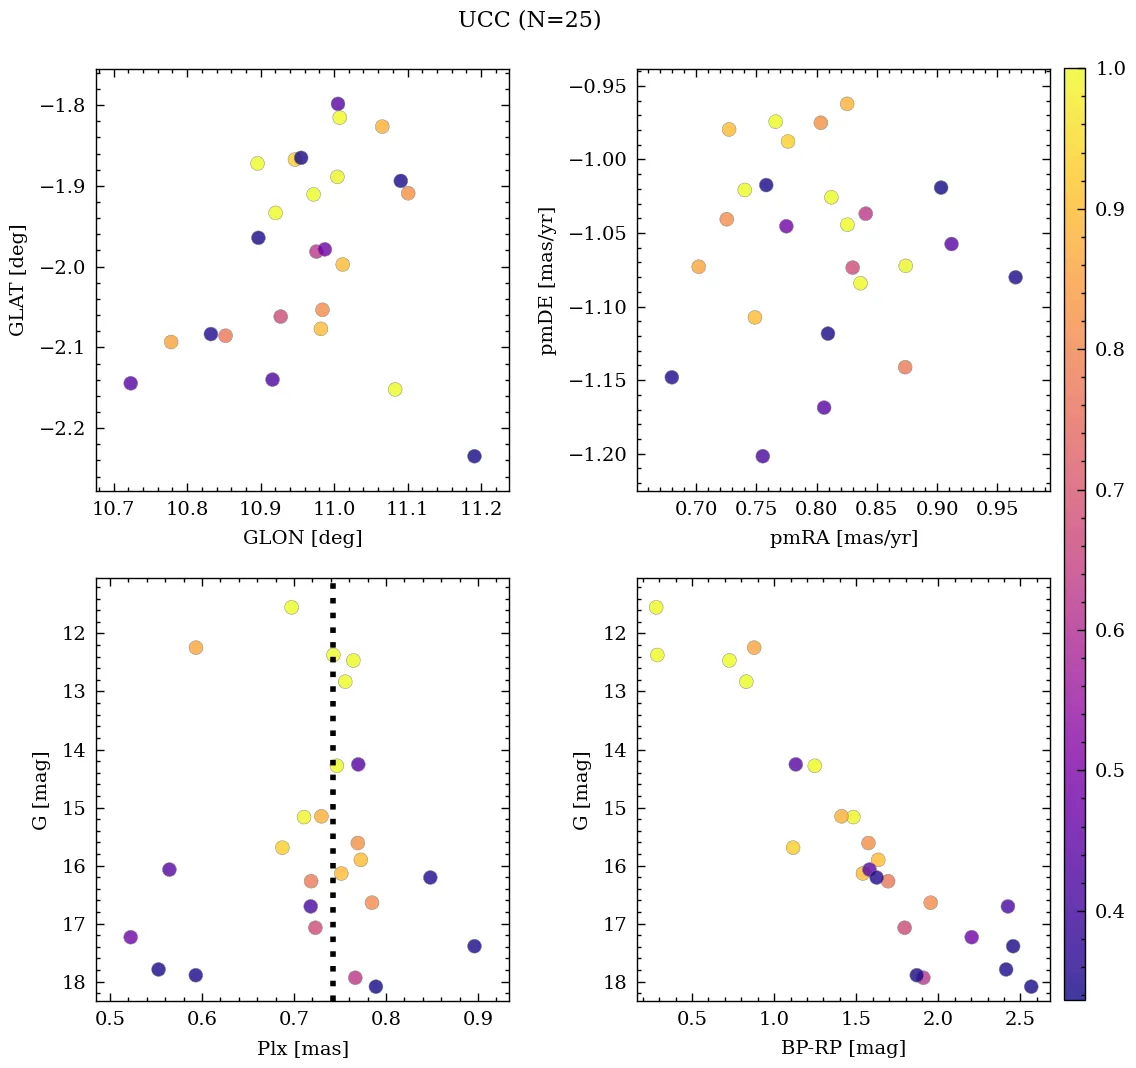 UCC (N=25)
−1.8
−1.9
−2.0
−2.1
−2.2
GLAT [deg]
10.7 10.8 10.9 11.0 11.1 11.2
GLON [deg]
−0.95
−1.00
−1.05
−1.10
−1.15
−1.20
pmDE [mas/yr]
0.70 0.75 0.80 0.85 0.90 0.95
pmRA [mas/yr]
1.0
0.9
0.8
0.7
0.6
0.5
0.4
12
13
14
15
16
17
18
G [mag]
0.5 0.6 0.7 0.8 0.9
Plx [mas]
12
13
14
15
16
17
18
G [mag]
0.5 1.0 1.5 2.0 2.5
BP-RP [mag]